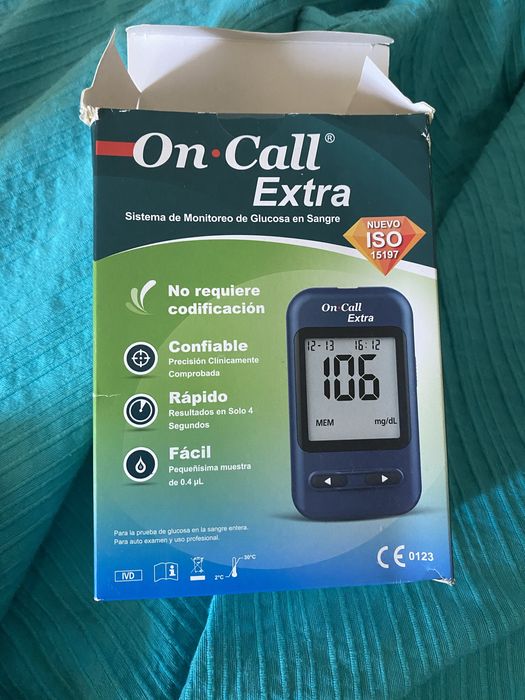 On·Call®
Extra
Sistema de Monitoreo de Glucosa en Sangre
NUEVO
ISO
15197
No requiere
codificación
Confiable
Precisión Clínicamente
Comprobada
Rápido
Resultados en Solo 4
Segundos
Fácil
Pequeñísima muestra
de 0.4 µL
On·Call
Extra
12-13 16:12
106
MEM mg/dL
Para la prueba de glucosa en la sangre entera.
Para auto examen y uso profesional.
IVD
i
2°C
30°C
CE 0123